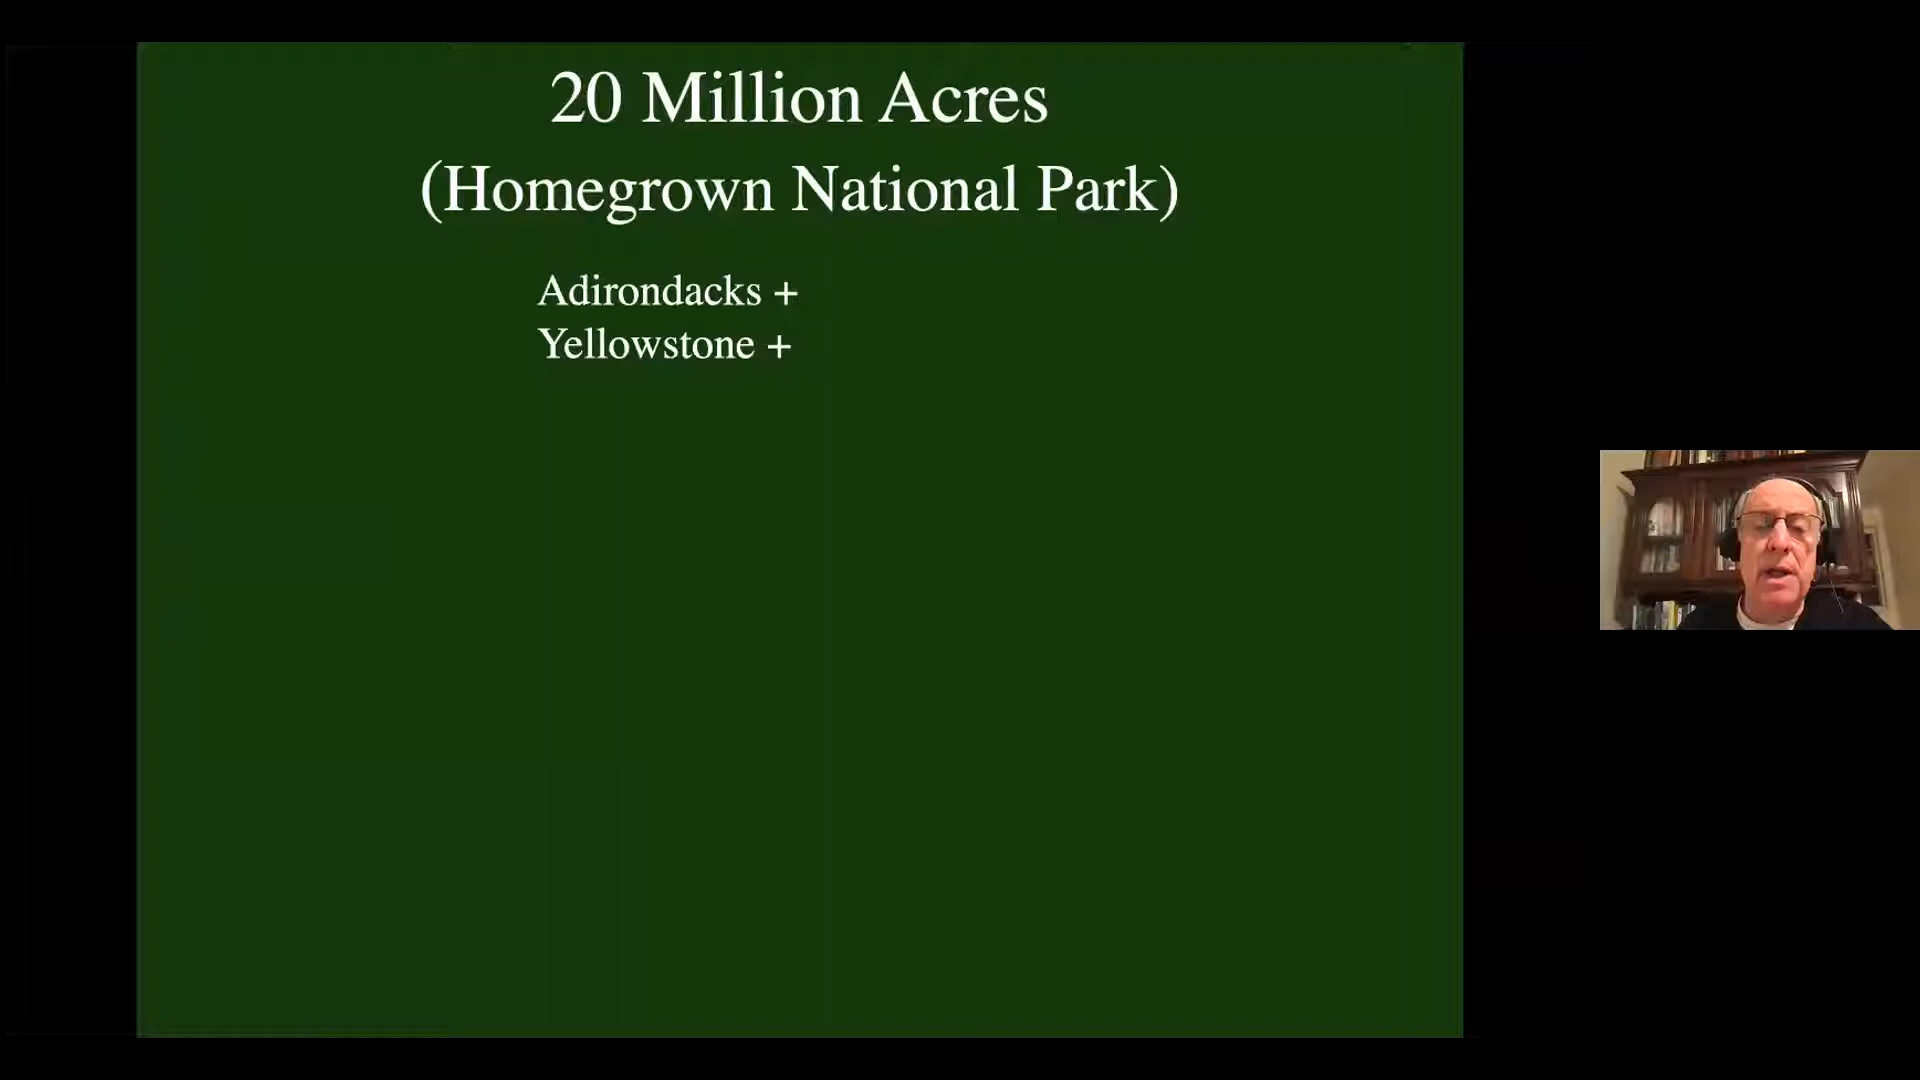 20 Million Acres
(Homegrown National Park)
Adirondacks +
Yellowstone +